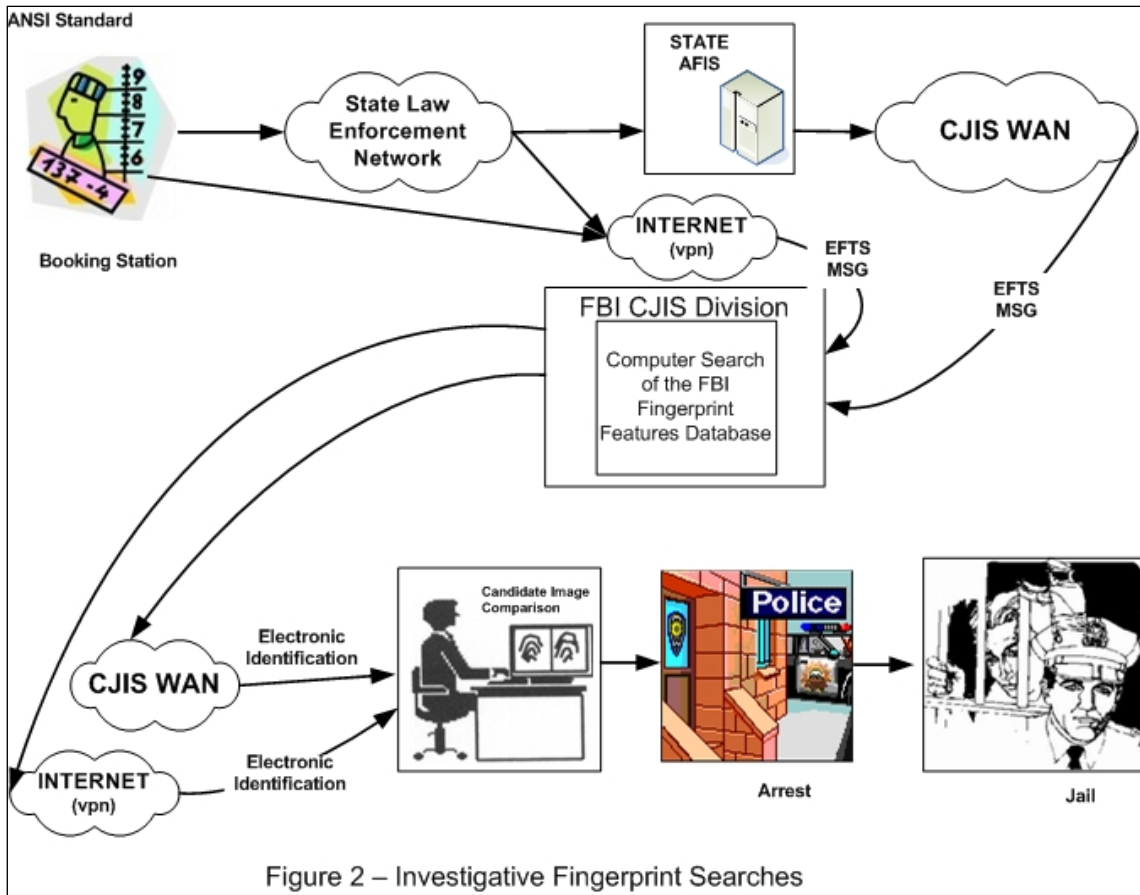 ANSI Standard
9
8
7
6
137-4
Booking Station
State Law
Enforcement
Network
STATE
AFIS
CJIS WAN
INTERNET
(vpn)
EFTS
MSG
EFTS
MSG
FBI CJIS Division
Computer Search
of the FBI
Fingerprint
Features Database
CJIS WAN
Electronic
Identification
INTERNET
(vpn)
Electronic
Identification
Candidate Image
Comparison
Police
Arrest
Jail
Figure 2 – Investigative Fingerprint Searches